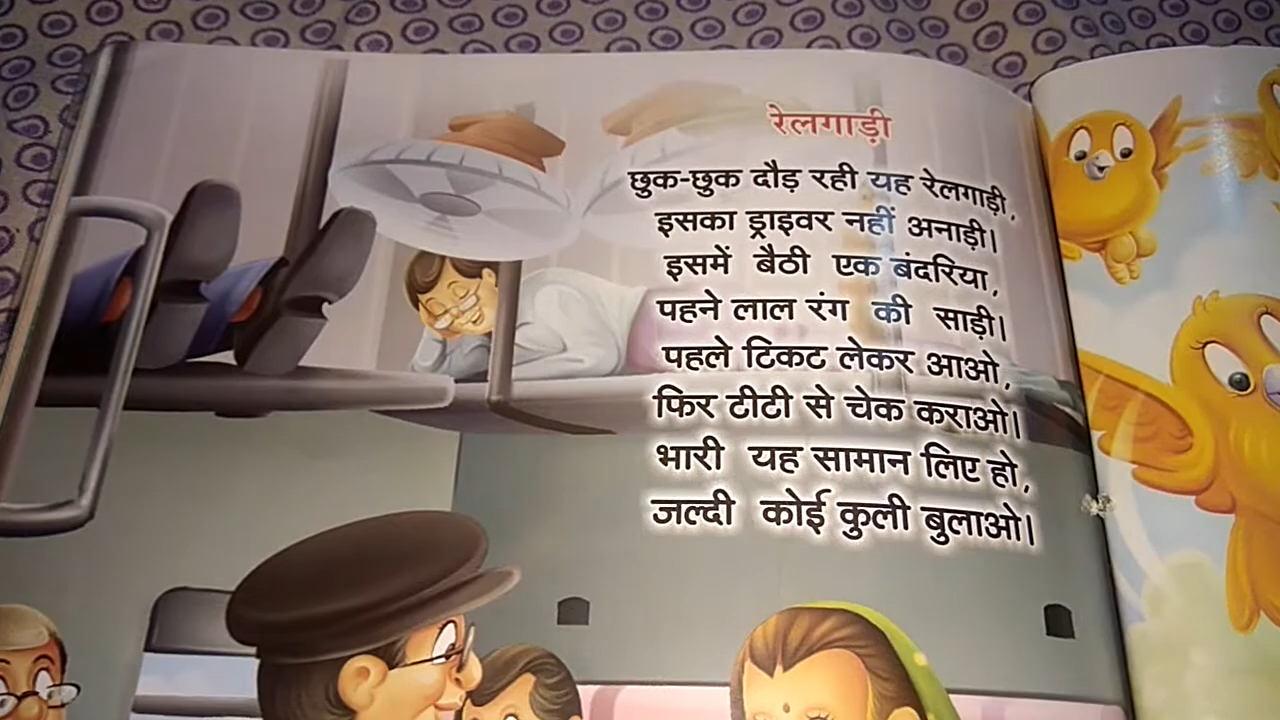 रेलगाड़ी
छुक-छुक दौड़ रही यह रेलगाड़ी,
इसका ड्राइवर नहीं अनाड़ी।
इसमें बैठी एक बंदरिया,
पहने लाल रंग की साड़ी।
पहले टिकट लेकर आओ,
फिर टीटी से चेक कराओ।
भारी यह सामान लिए हो,
जल्दी कोई कुली बुलाओ।